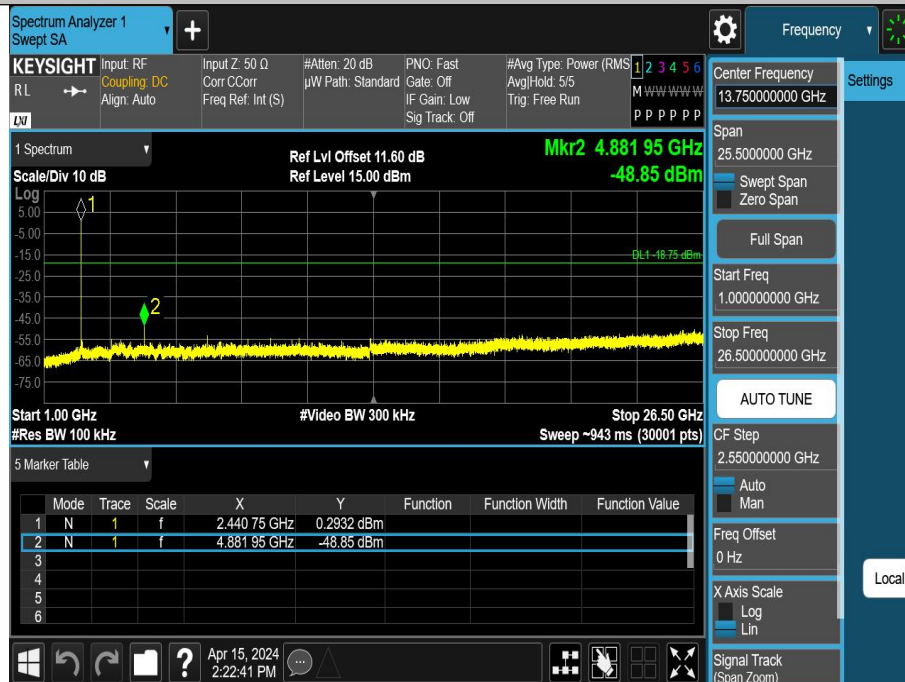 Spectrum Analyzer 1
Swept SA
+
Frequency
KEYSIGHT
RL
LXI
Input: RF
Coupling: DC
Align: Auto
Input Z: 50 Ω
Corr CCorr
Freq Ref: Int (S)
#Atten: 20 dB
µW Path: Standard
PNO: Fast
Gate: Off
IF Gain: Low
Sig Track: Off
#Avg Type: Power (RMS
Avg|Hold: 5/5
Trig: Free Run
1 2 3 4 5 6
M W W W W W
P P P P P P
1 Spectrum
Scale/Div 10 dB
Ref Lvl Offset 11.60 dB
Ref Level 15.00 dBm
Mkr2 4.881 95 GHz
-48.85 dBm
Log
5.00
-5.00
-15.0
-25.0
-35.0
-45.0
-55.0
-65.0
-75.0
1
2
DL1 -18.75 dBm
Start 1.00 GHz
#Video BW 300 kHz
Stop 26.50 GHz
#Res BW 100 kHz
Sweep ~943 ms (30001 pts)
5 Marker Table
Mode Trace Scale X Y Function Function Width Function Value
1 N 1 f 2.440 75 GHz 0.2932 dBm
2 N 1 f 4.881 95 GHz -48.85 dBm
3
4
5
6
?
Apr 15, 2024
2:22:41 PM
Center Frequency
13.750000000 GHz
Settings
Span
25.5000000 GHz
Swept Span
Zero Span
Full Span
Start Freq
1.000000000 GHz
Stop Freq
26.500000000 GHz
AUTO TUNE
CF Step
2.550000000 GHz
Auto
Man
Freq Offset
0 Hz
Local
X Axis Scale
Log
Lin
Signal Track
(Span Zoom)